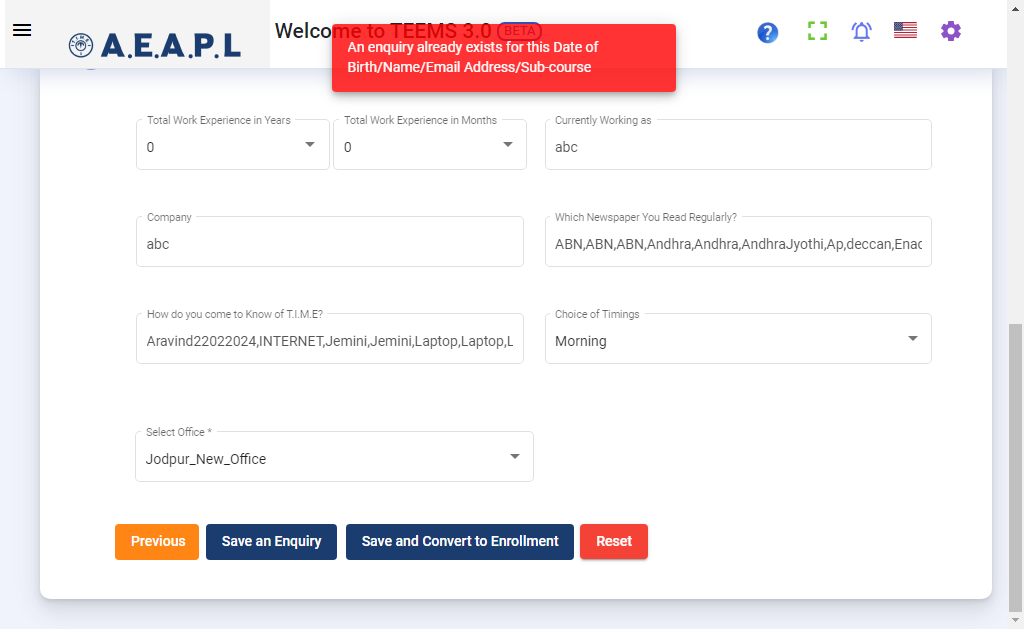 A.E.A.P.L
Welcome to TEEMS 3.0 BETA
An enquiry already exists for this Date of
Birth/Name/Email Address/Sub-course
Total Work Experience in Years
0
Total Work Experience in Months
0
Currently Working as
abc
Company
abc
Which Newspaper You Read Regularly?
ABN,ABN,ABN,Andhra,Andhra,AndhraJyothi,Ap,deccan,Enac
How do you come to Know of T.I.M.E?
Aravind22022024,INTERNET,Jemini,Jemini,Laptop,Laptop,L
Choice of Timings
Morning
Select Office *
Jodpur_New_Office
Previous
Save an Enquiry
Save and Convert to Enrollment
Reset